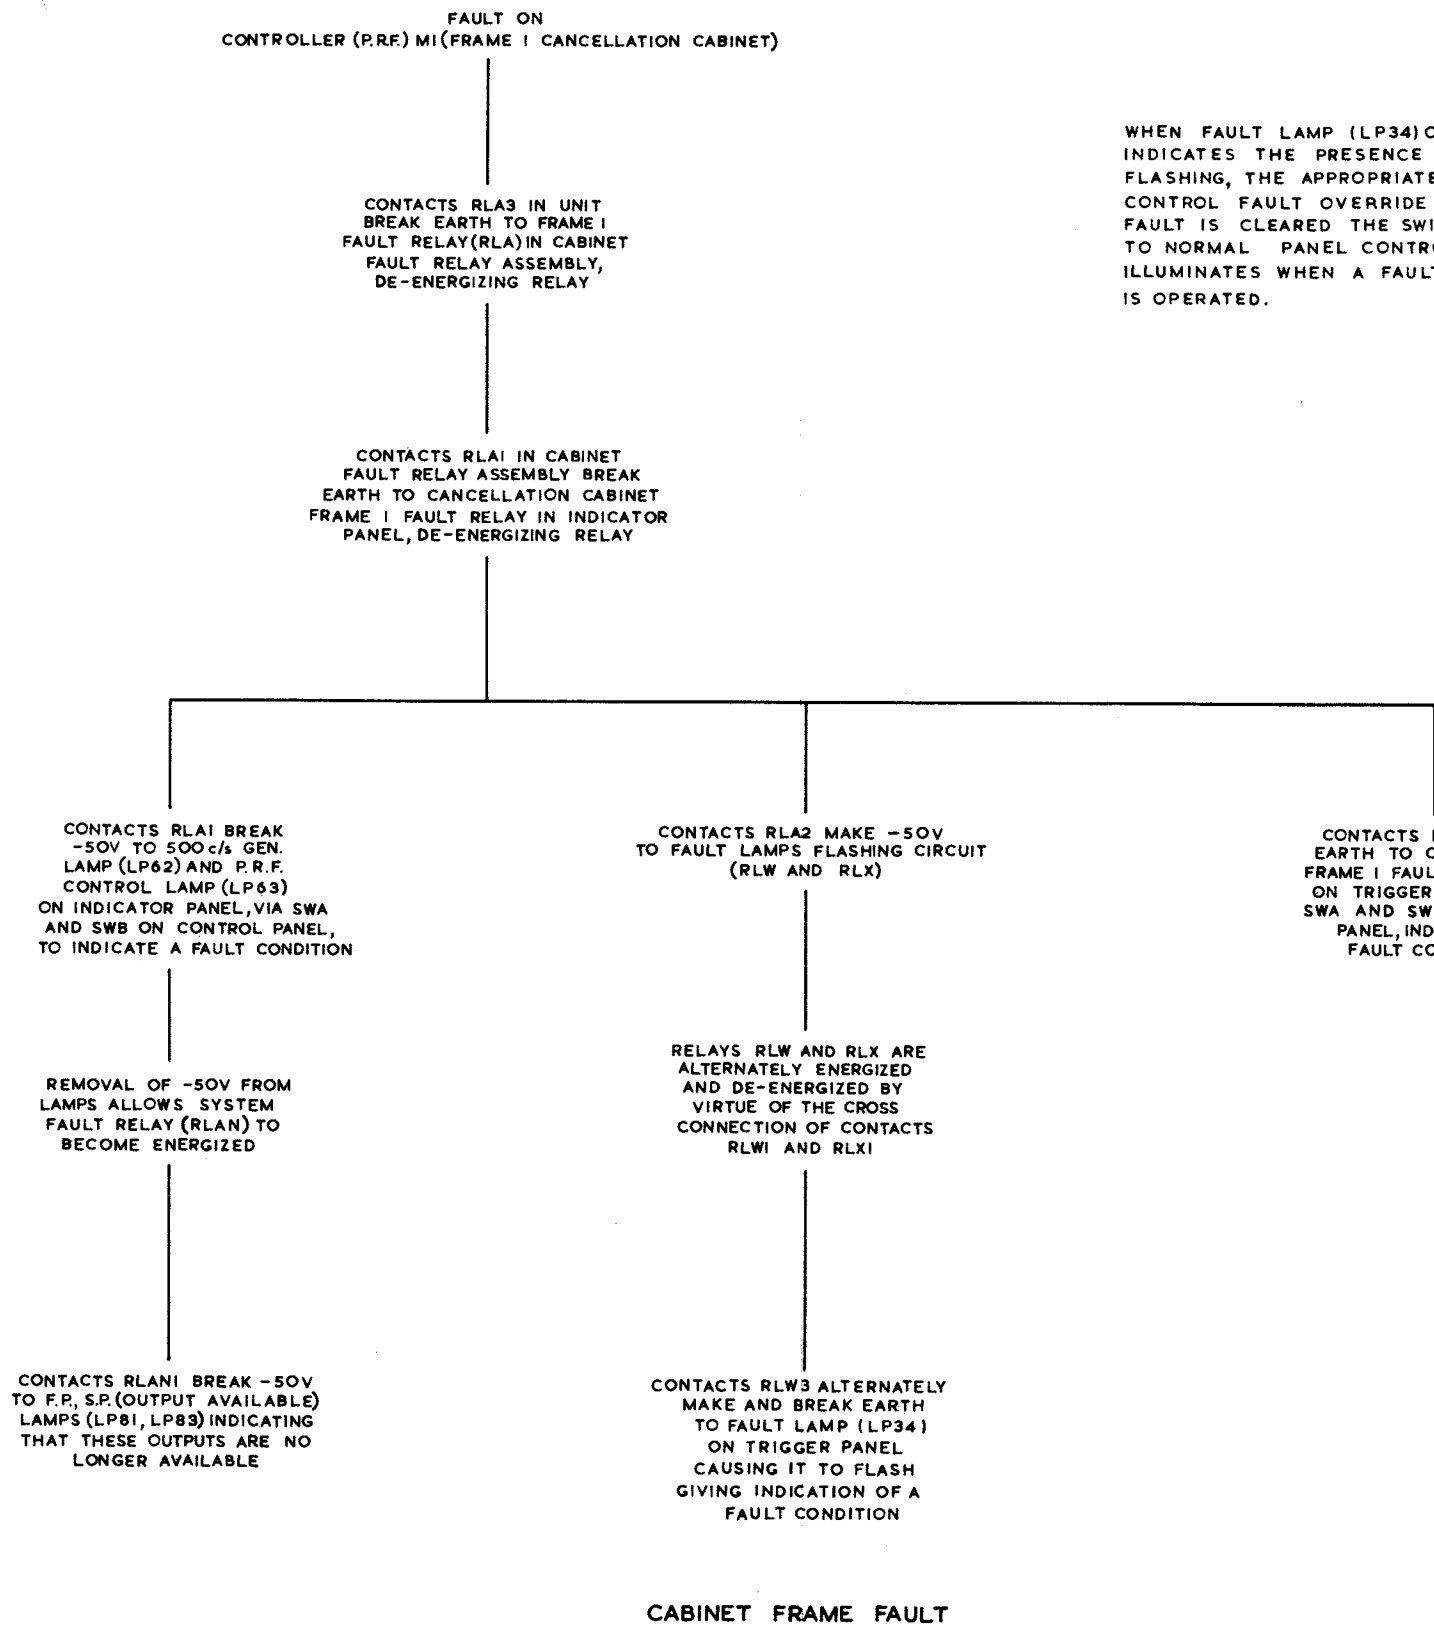 FAULT ON
CONTROLLER (P.R.F.) M1 (FRAME 1 CANCELLATION CABINET)
WHEN FAULT LAMP (LP34)
INDICATES THE PRESENCE
FLASHING, THE APPROPRIATE
CONTROL FAULT OVERRIDE
FAULT IS CLEARED THE
TO NORMAL PANEL
ILLUMINATES WHEN A FAULT
IS OPERATED.
CONTACTS RLA3 IN UNIT
BREAK EARTH TO FRAME 1
FAULT RELAY (RLA) IN CABINET
FAULT RELAY ASSEMBLY,
DE-ENERGIZING RELAY
CONTACTS RLA1 IN CABINET
FAULT RELAY ASSEMBLY BREAK
EARTH TO CANCELLATION CABINET
FRAME 1 FAULT RELAY IN INDICATOR
PANEL, DE-ENERGIZING RELAY
CONTACTS RLA1 BREAK
-50V TO 500 c/s GEN.
LAMP (LP62) AND P.R.F.
CONTROL LAMP (LP63)
ON INDICATOR PANEL, VIA SWA
AND SWB ON CONTROL PANEL,
TO INDICATE A FAULT CONDITION
REMOVAL OF -50V FROM
LAMPS ALLOWS SYSTEM
FAULT RELAY (RLAN) TO
BECOME ENERGIZED
CONTACTS RLAN1 BREAK -50V
TO F.P., S.P. (OUTPUT AVAILABLE)
LAMPS (LP81, LP83) INDICATING
THAT THESE OUTPUTS ARE NO
LONGER AVAILABLE
CONTACTS RLA2 MAKE -50V
TO FAULT LAMPS FLASHING CIRCUIT
(RLW AND RLX)
RELAYS RLW AND RLX ARE
ALTERNATELY ENERGIZED
AND DE-ENERGIZED BY
VIRTUE OF THE CROSS
CONNECTION OF CONTACTS
RLW1 AND RLX1
CONTACTS RLW3 ALTERNATELY
MAKE AND BREAK EARTH
TO FAULT LAMP (LP34)
ON TRIGGER PANEL
CAUSING IT TO FLASH
GIVING INDICATION OF A
FAULT CONDITION
CONTACTS
EARTH TO
FRAME 1
ON TRIGGER
SWA AND
PANEL,
FAULT
CABINET FRAME FAULT